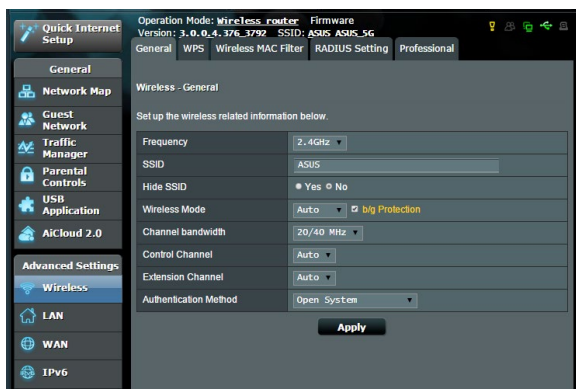 Quick Internet
Setup
General
Network Map
Guest
Network
Traffic
Manager
Parental
Controls
USB
Application
AiCloud 2.0
Advanced Settings
Wireless
LAN
WAN
IPv6
Operation Mode: Wireless router Firmware
Version: 3.0.0.4.376_3792 SSID: ASUS ASUS_5G
General WPS Wireless MAC Filter RADIUS Setting Professional
Wireless - General
Set up the wireless related information below.
Frequency 2.4GHz
SSID ASUS
Hide SSID Yes No
Wireless Mode Auto b/g Protection
Channel bandwidth 20/40 MHz
Control Channel Auto
Extension Channel Auto
Authentication Method Open System
Apply